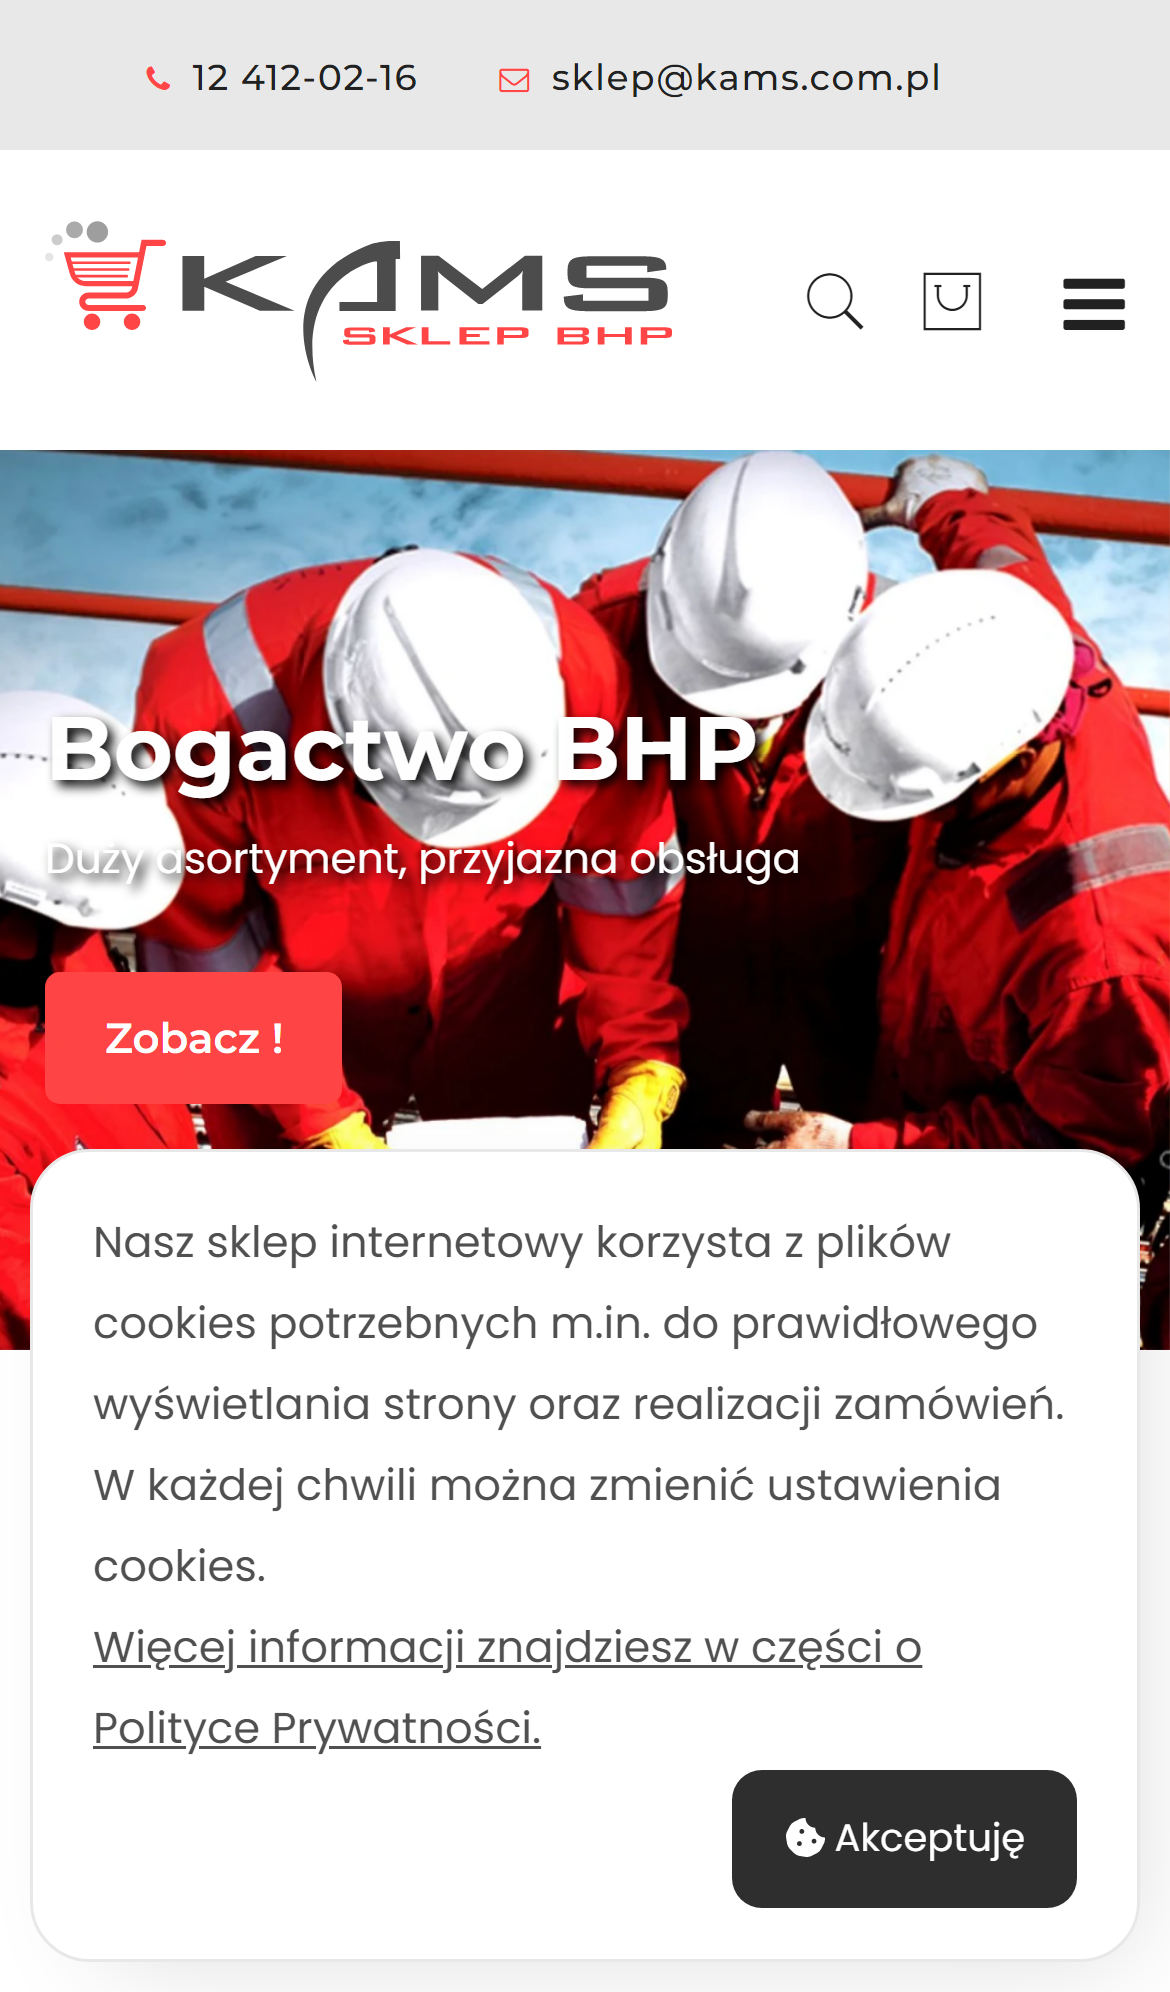 12 412-02-16
sklep@kams.com.pl
KAMS
SKLEP BHP
Bogactwo BHP
Duży asortyment, przyjazna obsługa
Zobacz !
Nasz sklep internetowy korzysta z plików
cookies potrzebnych m.in. do prawidłowego
wyświetlania strony oraz realizacji zamówień.
W każdej chwili można zmienić ustawienia
cookies.
Więcej informacji znajdziesz w części o
Polityce Prywatności.
Akceptuję